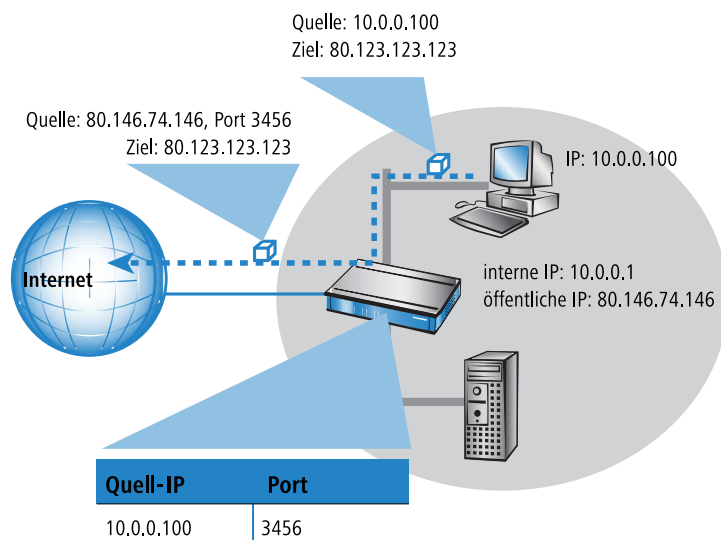 Quelle: 10.0.0.100
Ziel: 80.123.123.123
Quelle: 80.146.74.146, Port 3456
Ziel: 80.123.123.123
IP: 10.0.0.100
Internet
interne IP: 10.0.0.1
öffentliche IP: 80.146.74.146
Quell-IP Port
10.0.0.100 3456